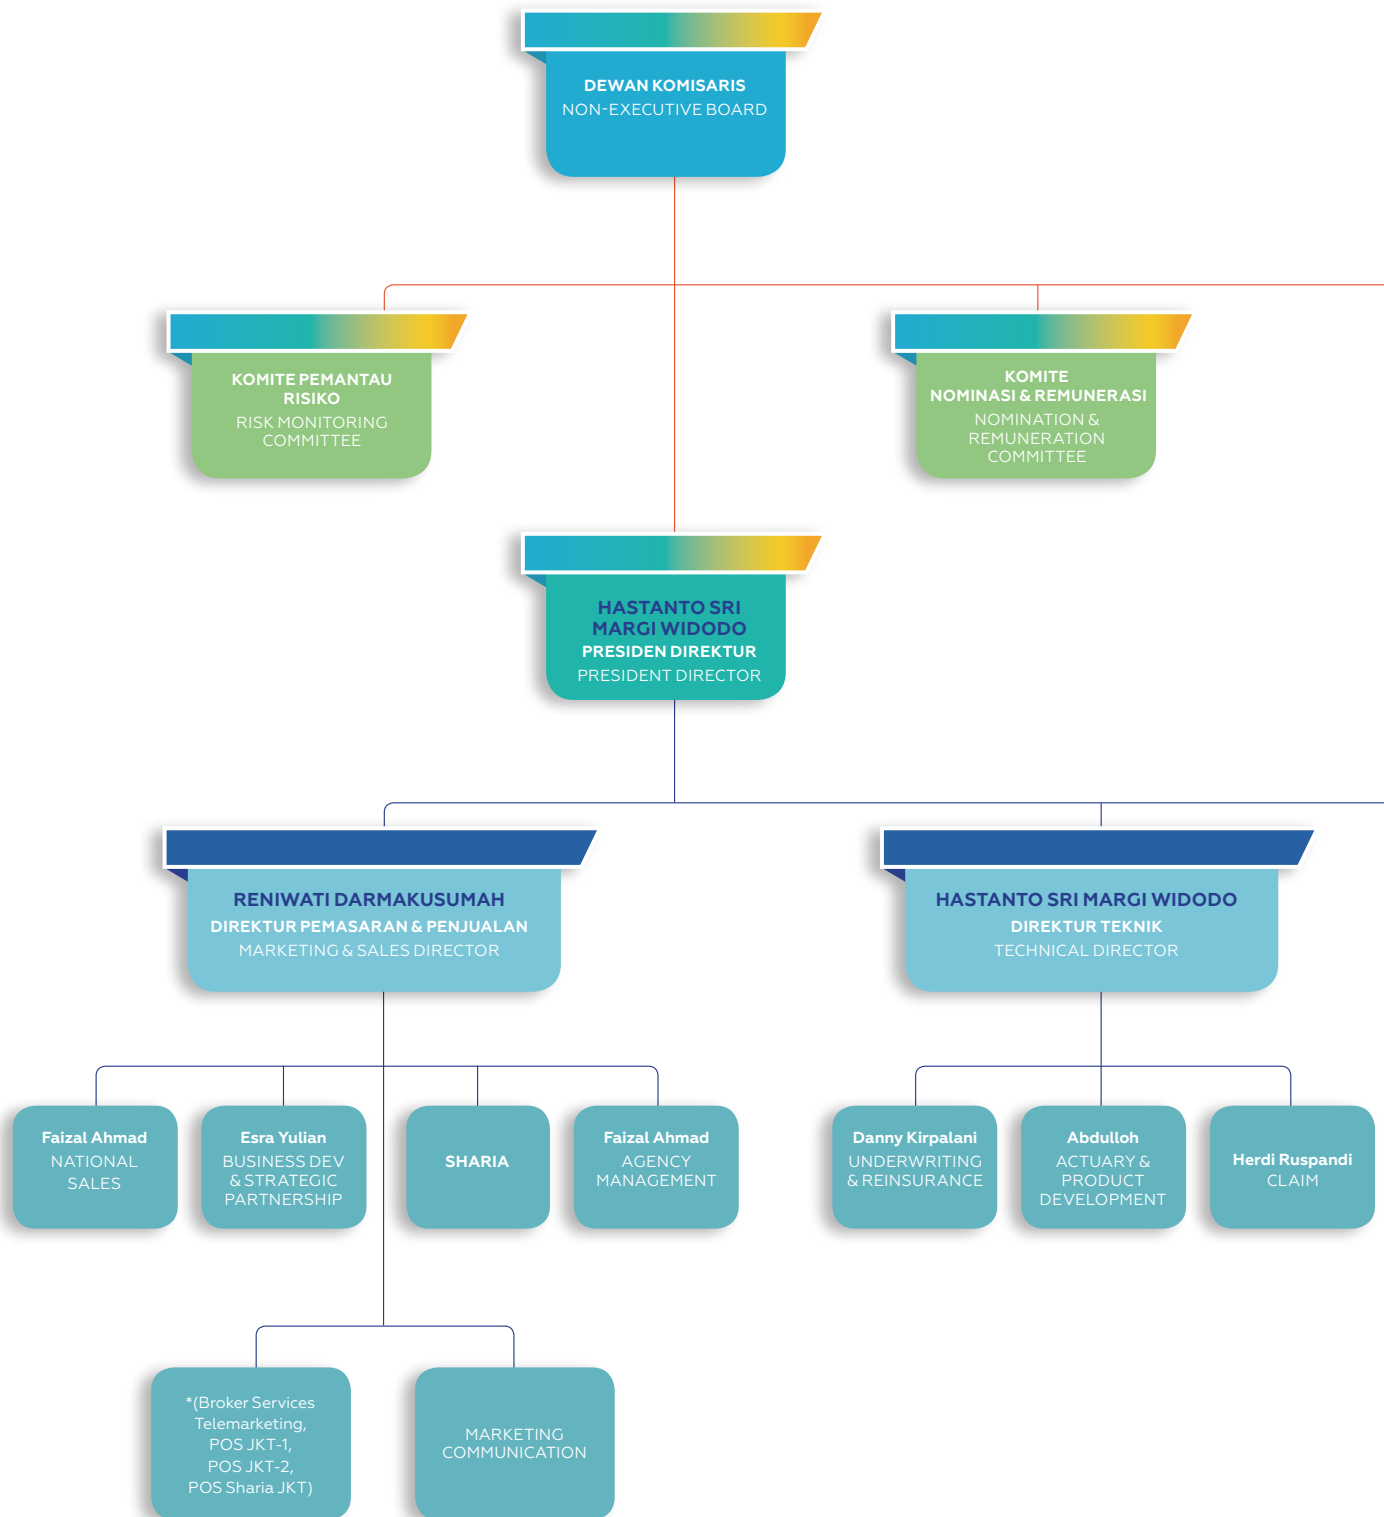 DEWAN KOMISARIS
NON-EXECUTIVE BOARD
KOMITE PEMANTAU
RISIKO
RISK MONITORING
COMMITTEE
KOMITE
NOMINASI & REMUNERASI
NOMINATION &
REMUNERATION
COMMITTEE
HASTANTO SRI
MARGI WIDODO
PRESIDEN DIREKTUR
PRESIDENT DIRECTOR
RENIWATI DARMAKUSUMAH
DIREKTUR PEMASARAN & PENJUALAN
MARKETING & SALES DIRECTOR
HASTANTO SRI MARGI WIDODO
DIREKTUR TEKNIK
TECHNICAL DIRECTOR
Faizal Ahmad
NATIONAL
SALES
Esra Yulian
BUSINESS DEV
& STRATEGIC
PARTNERSHIP
SHARIA
Faizal Ahmad
AGENCY
MANAGEMENT
Danny Kirpalani
UNDERWRITING
& REINSURANCE
Abdulloh
ACTUARY &
PRODUCT
DEVELOPMENT
Herdi Ruspandi
CLAIM
*(Broker Services
Telemarketing,
POS JKT-1,
POS JKT-2,
POS Sharia JKT)
MARKETING
COMMUNICATION